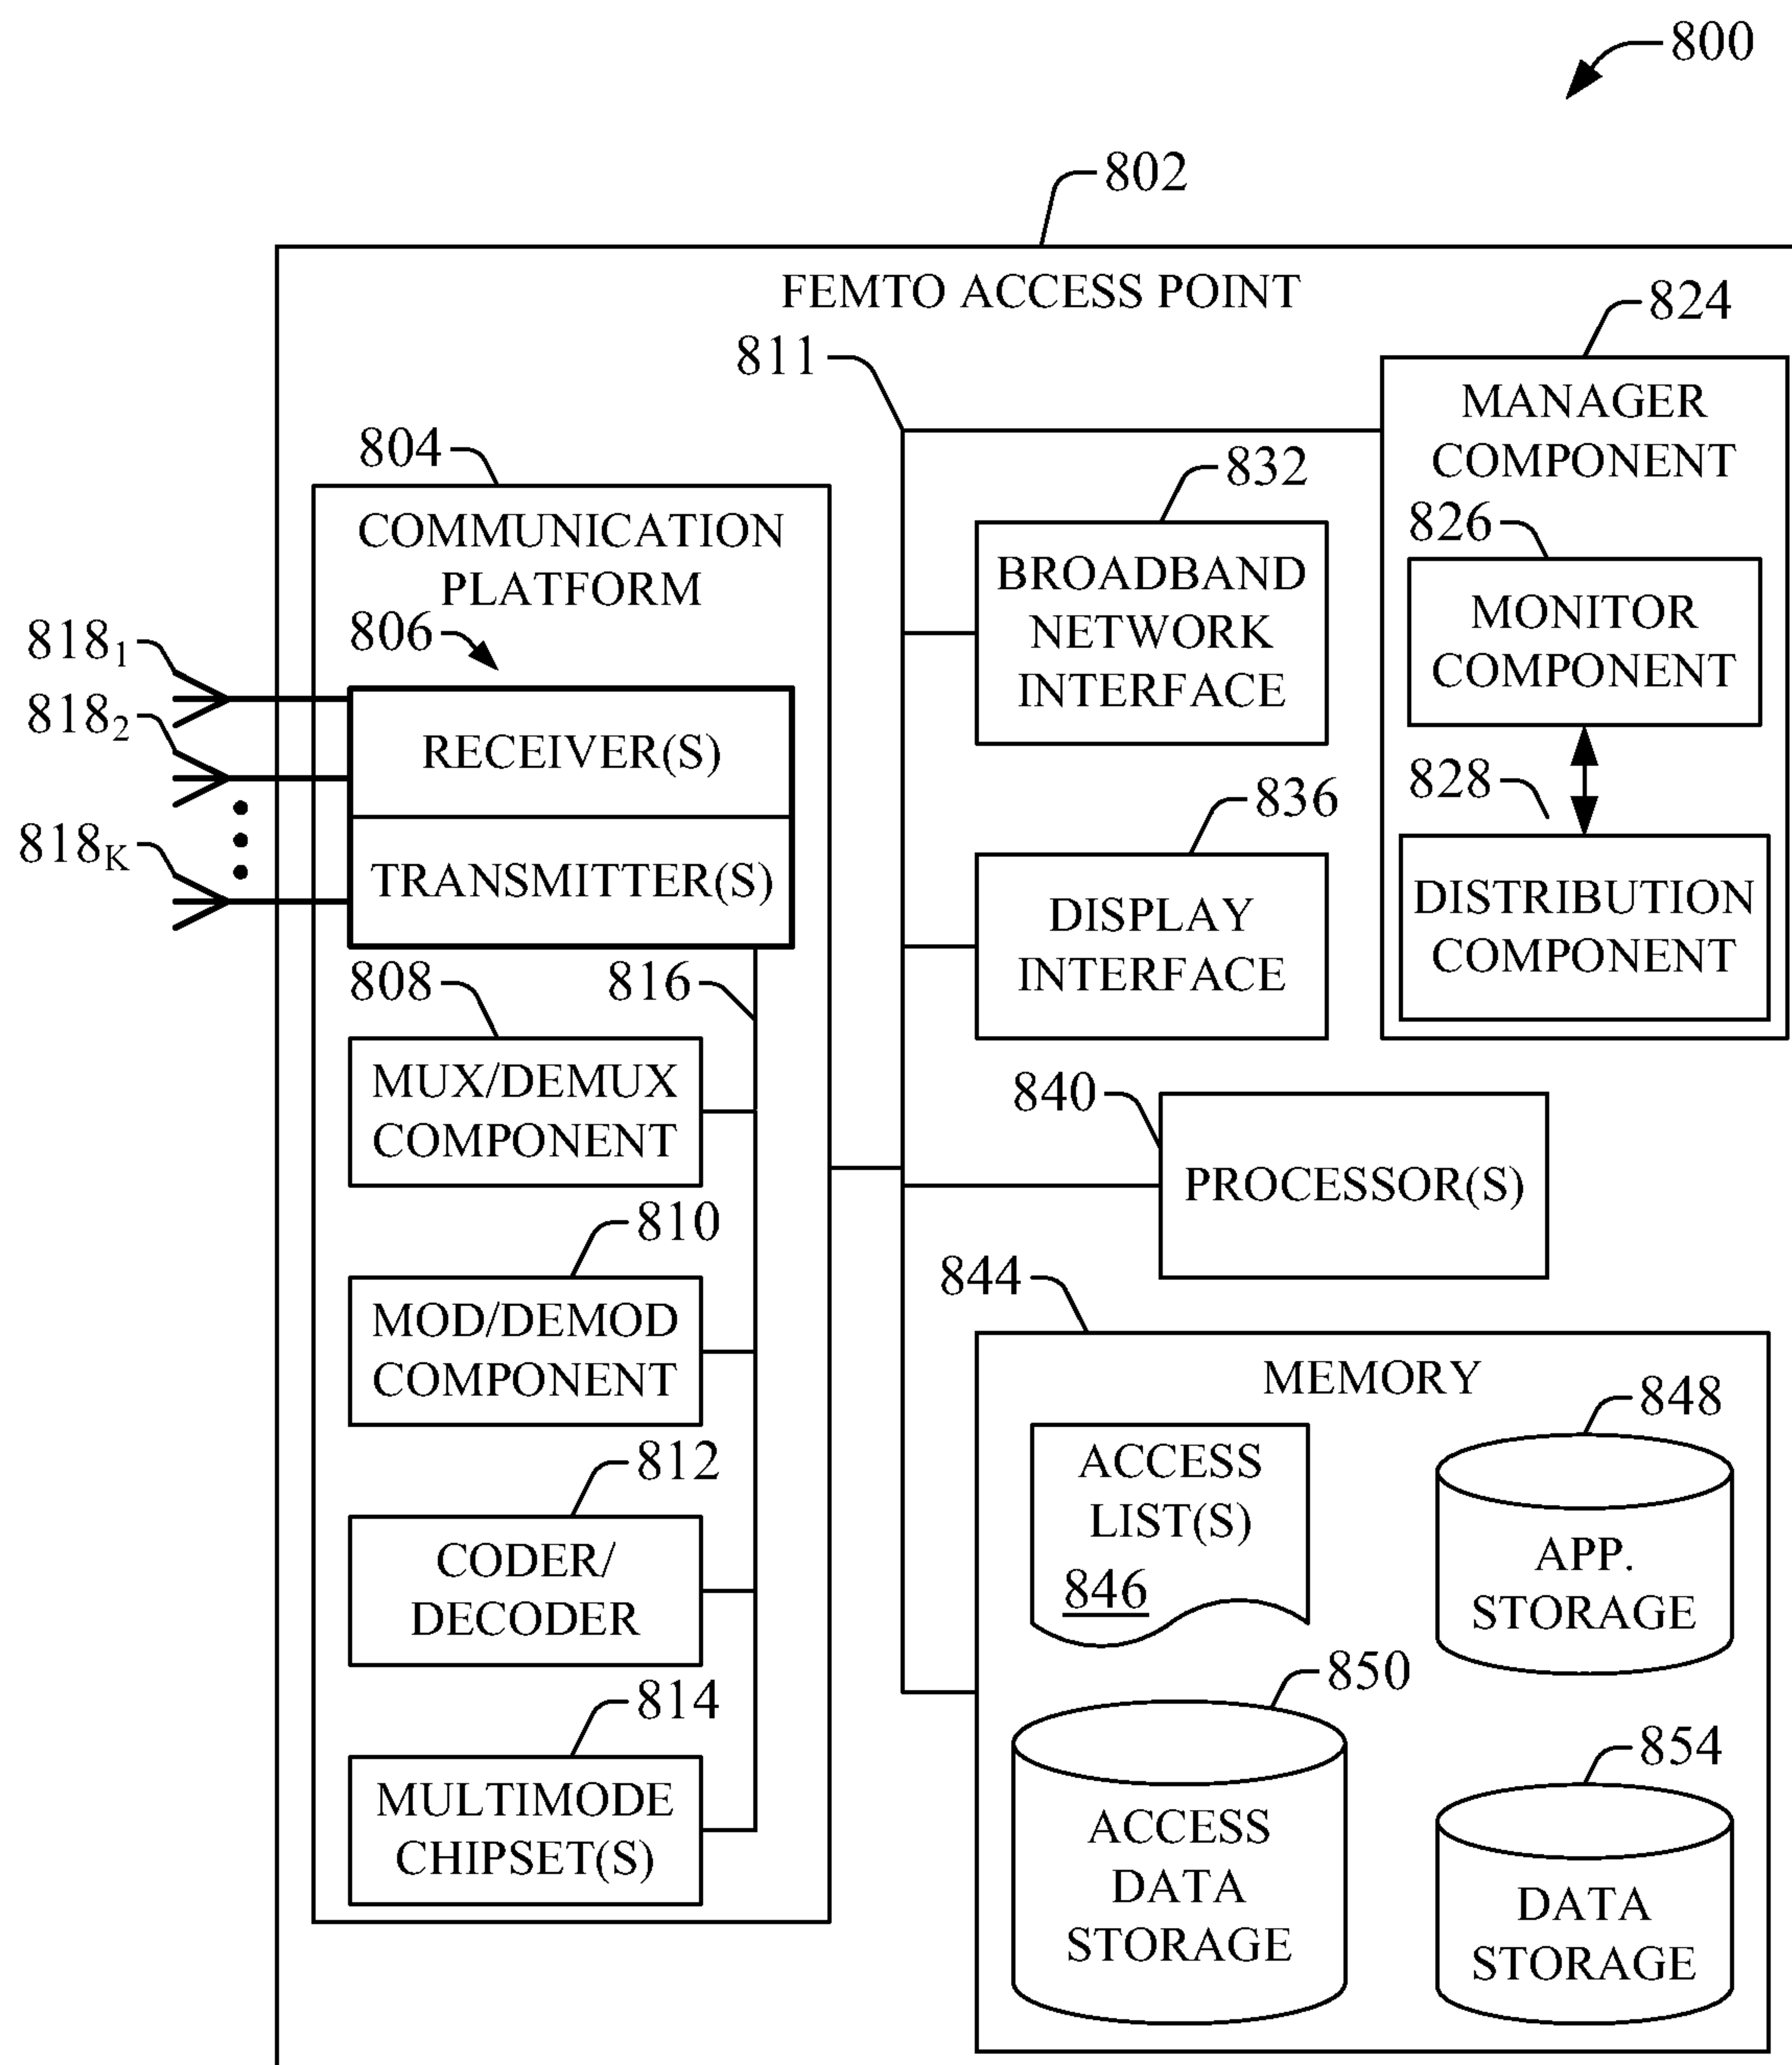 800
802
FEMTO ACCESS POINT
811
824
MANAGER
COMPONENT
826
MONITOR
COMPONENT
828
DISTRIBUTION
COMPONENT
804
COMMUNICATION
PLATFORM
806
818₁
818₂
818K
RECEIVER(S)
TRANSMITTER(S)
808
816
MUX/DEMUX
COMPONENT
810
MOD/DEMOD
COMPONENT
812
CODER/
DECODER
814
MULTIMODE
CHIPSET(S)
832
BROADBAND
NETWORK
INTERFACE
836
DISPLAY
INTERFACE
840
PROCESSOR(S)
844
MEMORY
ACCESS
LIST(S)
846
848
APP.
STORAGE
850
ACCESS
DATA
STORAGE
854
DATA
STORAGE